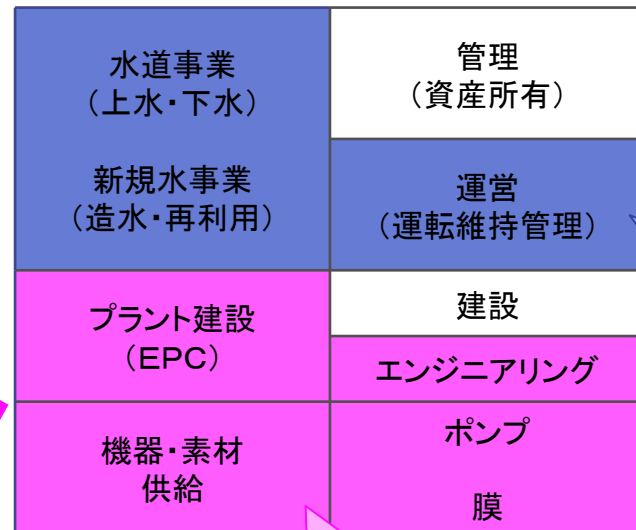 水道事業
（上水・下水）
新規水事業
（造水・再利用）
管理
（資産所有）
運営
（運転維持管理）
プラント建設
（EPC）
建設
エンジニアリング
機器・素材
供給
ポンプ
膜